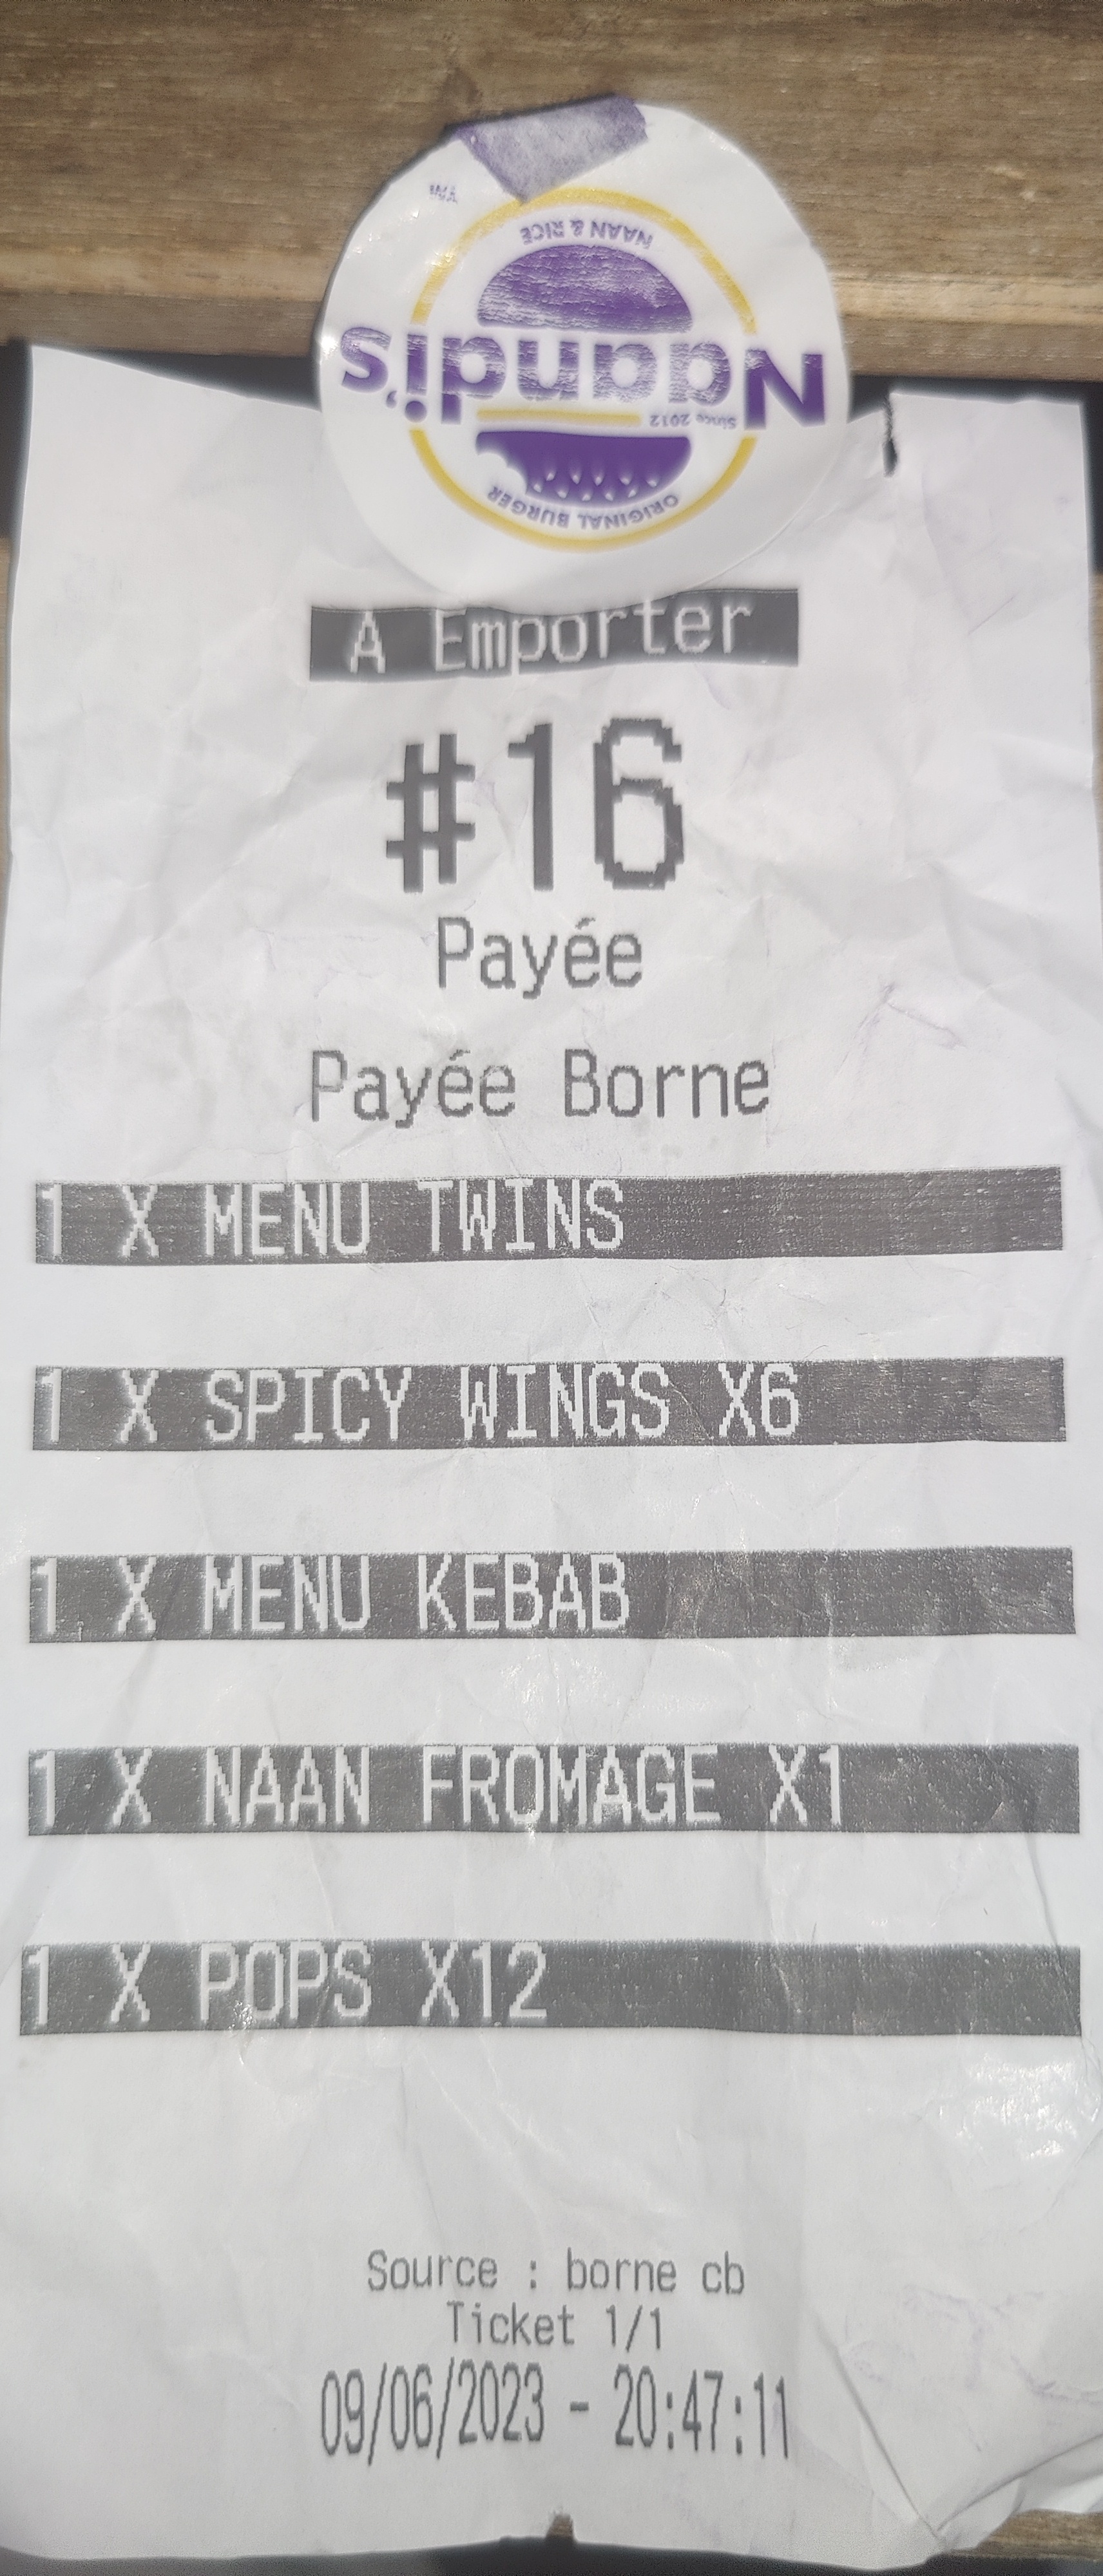 NAAN & RICE
Naandi's
Since 2012
ORIGINAL BURGER
TM
A Emporter
#16
Payée
Payée Borne
1 X MENU TWINS
1 X SPICY WINGS X6
1 X MENU KEBAB
1 X NAAN FROMAGE X1
1 X POPS X12
Source : borne cb
Ticket 1/1
09/06/2023 - 20:47:11